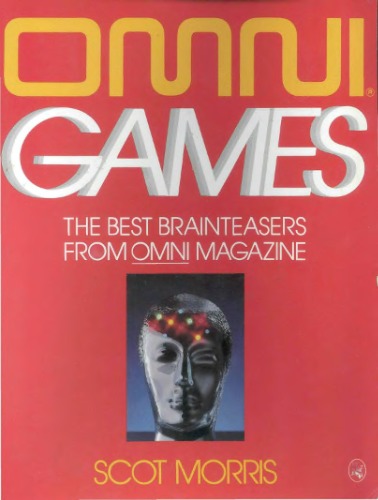 OMNI®
GAMES
THE BEST BRAINTEASERS
FROM OMNI MAGAZINE
SCOT MORRIS